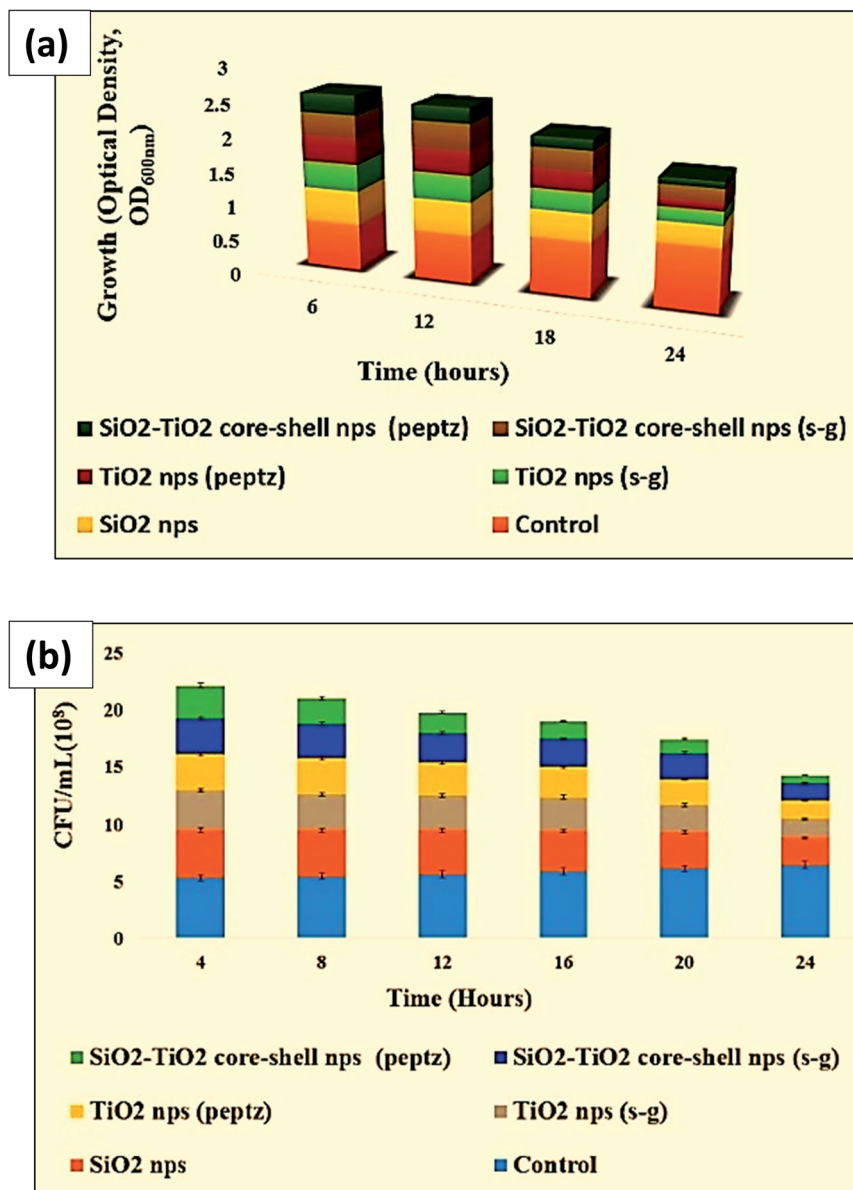 (a)
Growth (Optical Density,
OD600nm)
3
2.5
2
1.5
1
0.5
0
6
12
18
24
Time (hours)
SiO2-TiO2 core-shell nps (peptz)
SiO2-TiO2 core-shell nps (s-g)
TiO2 nps (peptz)
TiO2 nps (s-g)
SiO2 nps
Control
(b)
CFU/mL(10⁸)
25
20
15
10
5
0
4 8 12 16 20 24
Time (Hours)
SiO2-TiO2 core-shell nps (peptz)
SiO2-TiO2 core-shell nps (s-g)
TiO2 nps (peptz)
TiO2 nps (s-g)
SiO2 nps
Control